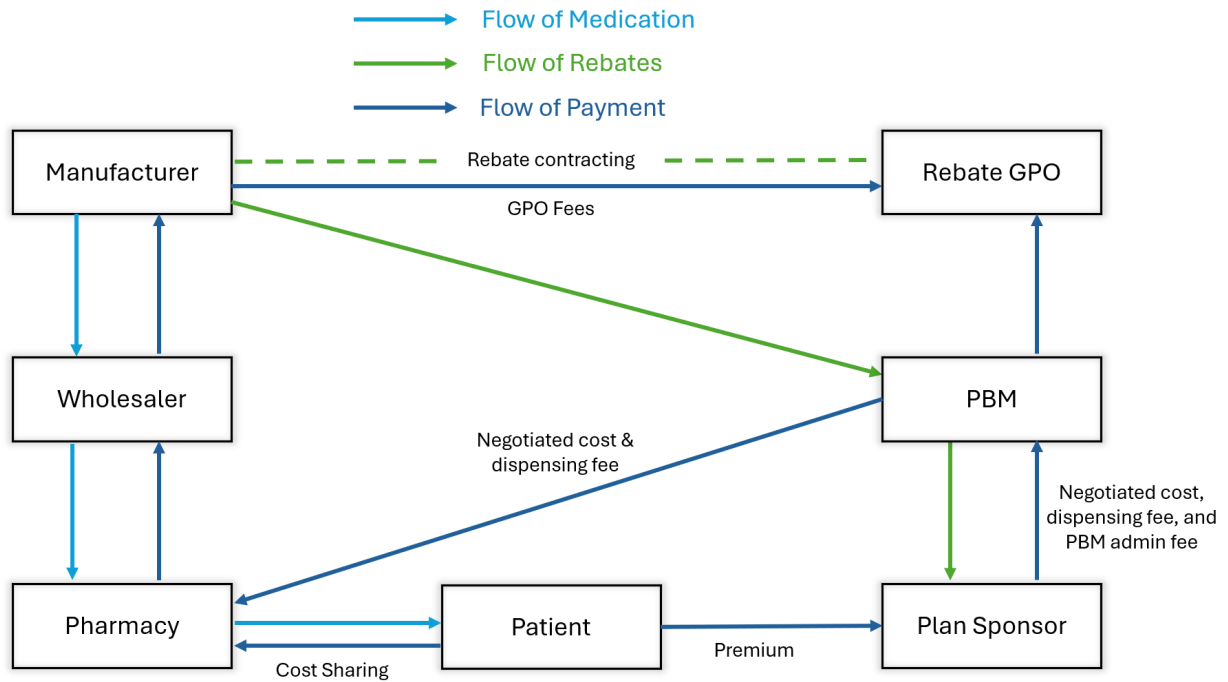 Flow of Medication
Flow of Rebates
Flow of Payment
Manufacturer
Rebate contracting
Rebate GPO
GPO Fees
Wholesaler
PBM
Negotiated cost &
dispensing fee
Negotiated cost,
dispensing fee, and
PBM admin fee
Pharmacy
Patient
Plan Sponsor
Cost Sharing
Premium